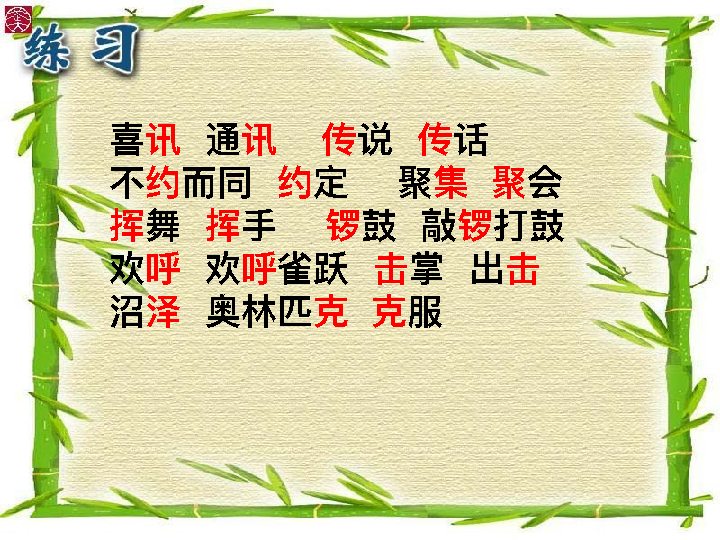 练习
喜讯 通讯 传说 传话
不约而同 约定 聚集 聚会
挥舞 挥手 锣鼓 敲锣打鼓
欢呼 欢呼雀跃 击掌 出击
沼泽 奥林匹克 克服